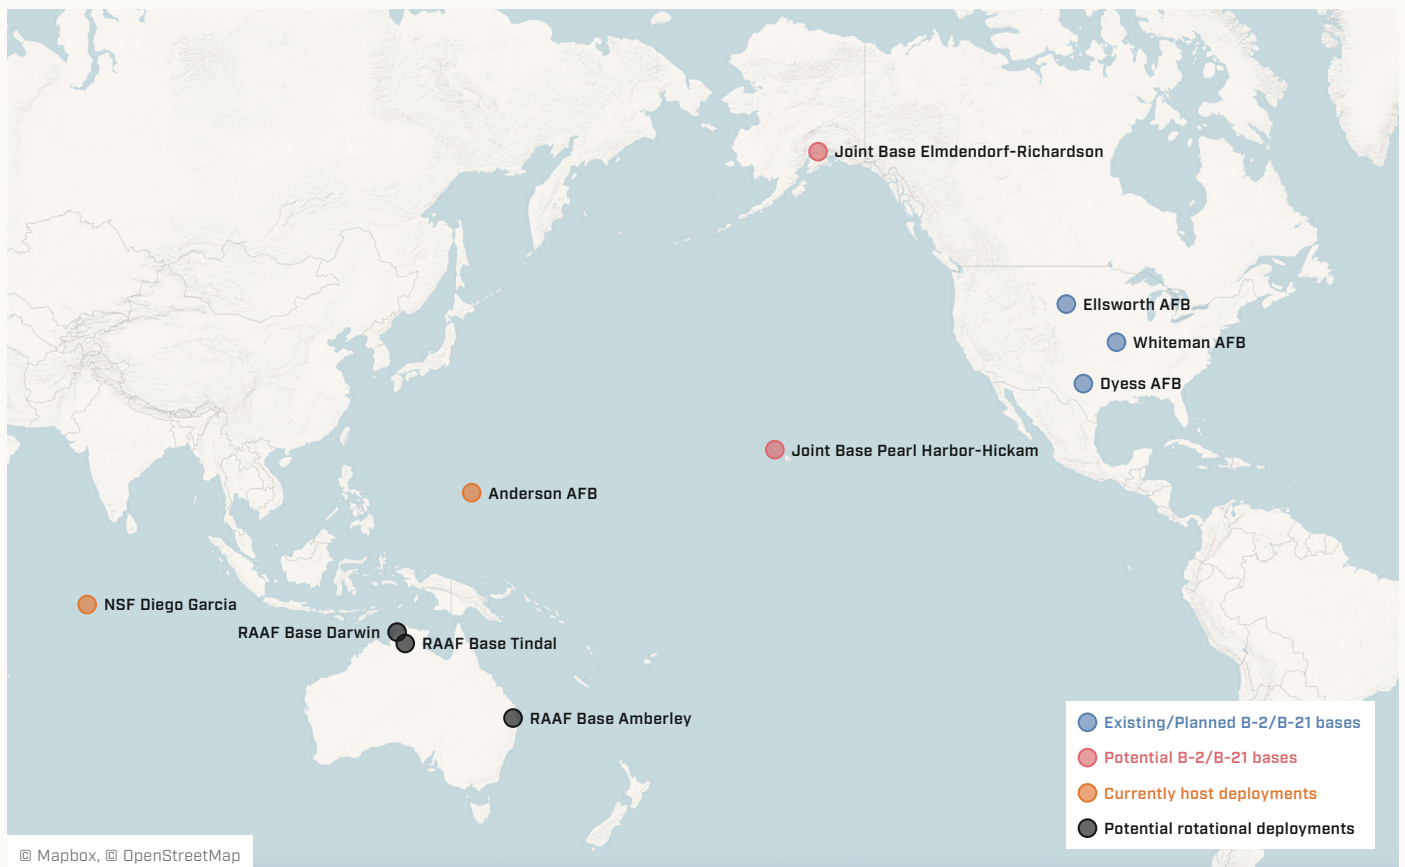 Joint Base Elmdendorf-Richardson
Ellsworth AFB
Whiteman AFB
Dyess AFB
Joint Base Pearl Harbor-Hickam
Anderson AFB
NSF Diego Garcia
RAAF Base Darwin
RAAF Base Tindal
RAAF Base Amberley
Existing/Planned B-2/B-21 bases
Potential B-2/B-21 bases
Currently host deployments
Potential rotational deployments
© Mapbox, © OpenStreetMap